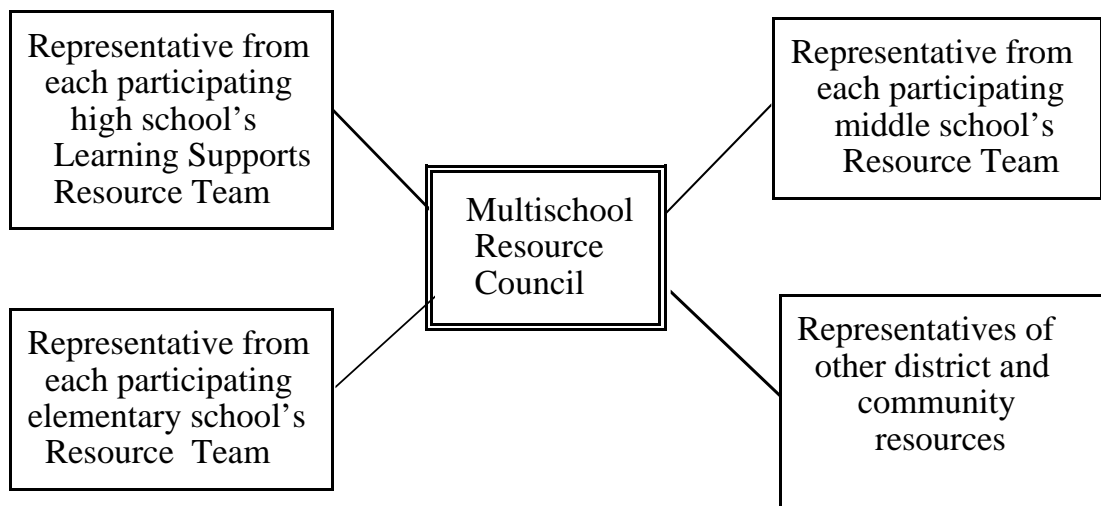 Representative from
each participating
high school’s
Learning Supports
Resource Team
Representative from
each participating
middle school’s
Resource Team
Multischool
Resource
Council
Representative from
each participating
elementary school’s
Resource Team
Representatives of
other district and
community
resources